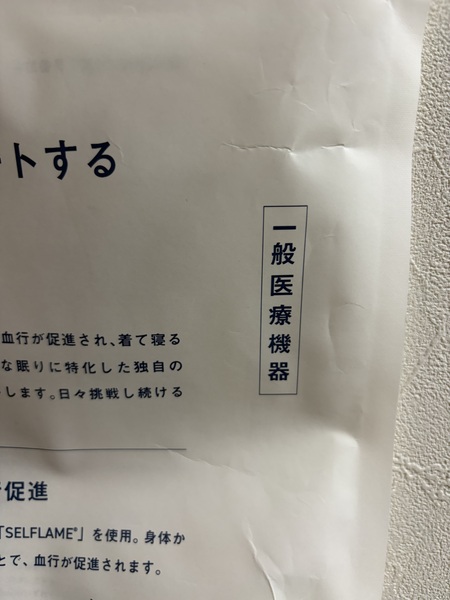 ートする
一般医療機器
血行が促進され、着て寝る
な眠りに特化した独自の
します。日々挑戦し続ける
促進
「SELFLAME®」を使用。身体か
とで、血行が促進されます。